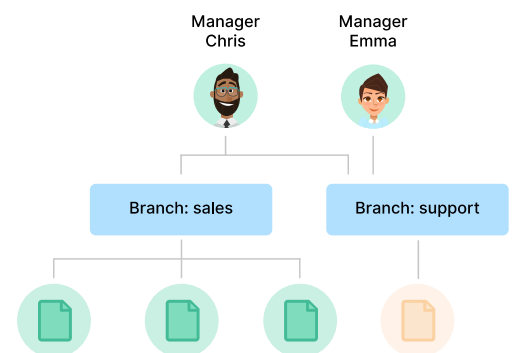 Manager
Chris
Manager
Emma
Branch: sales
Branch: support